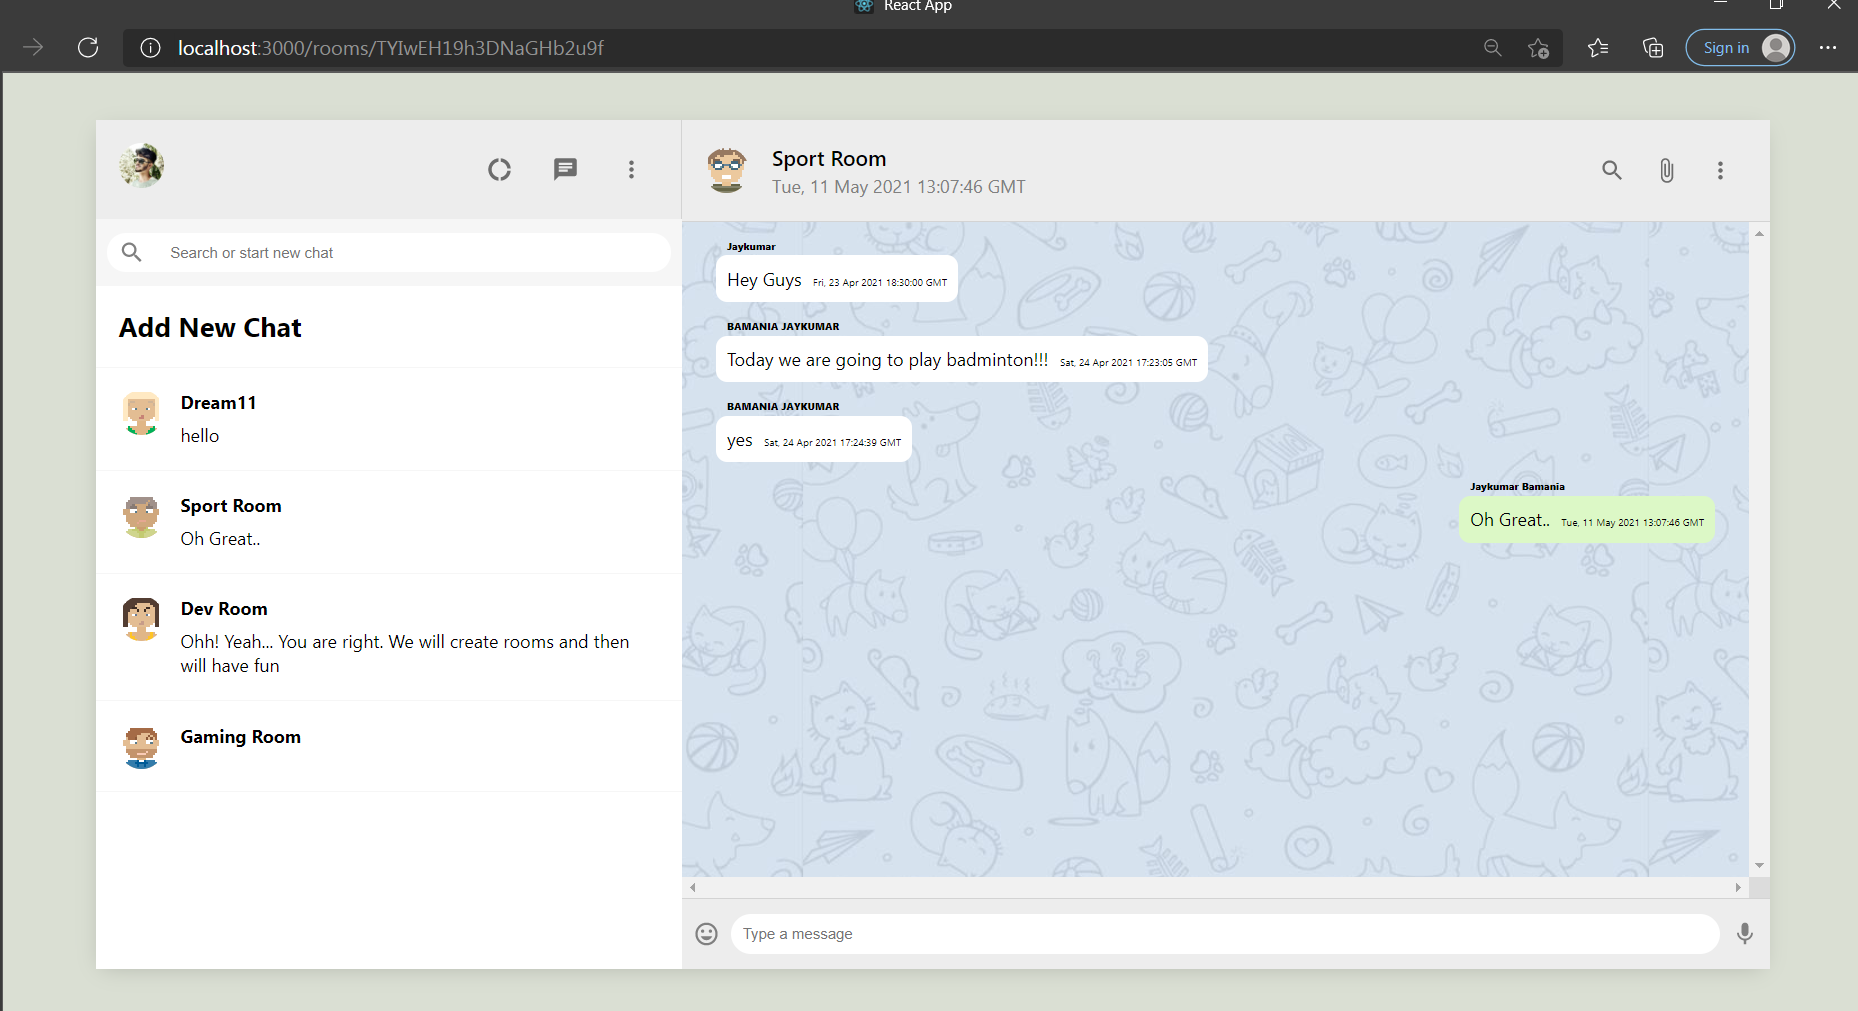 React App
localhost:3000/rooms/TYIwEH19h3DNaGHb2u9f
Sign in
Search or start new chat
Add New Chat
Dream11
hello
Sport Room
Oh Great..
Dev Room
Ohh! Yeah... You are right. We will create rooms and then
will have fun
Gaming Room
Sport Room
Tue, 11 May 2021 13:07:46 GMT
Jaykumar
Hey Guys Fri, 23 Apr 2021 18:30:00 GMT
BAMANIA JAYKUMAR
Today we are going to play badminton!!! Sat, 24 Apr 2021 17:23:05 GMT
BAMANIA JAYKUMAR
yes Sat, 24 Apr 2021 17:24:39 GMT
Jaykumar Bamania
Oh Great.. Tue, 11 May 2021 13:07:46 GMT
???
Type a message